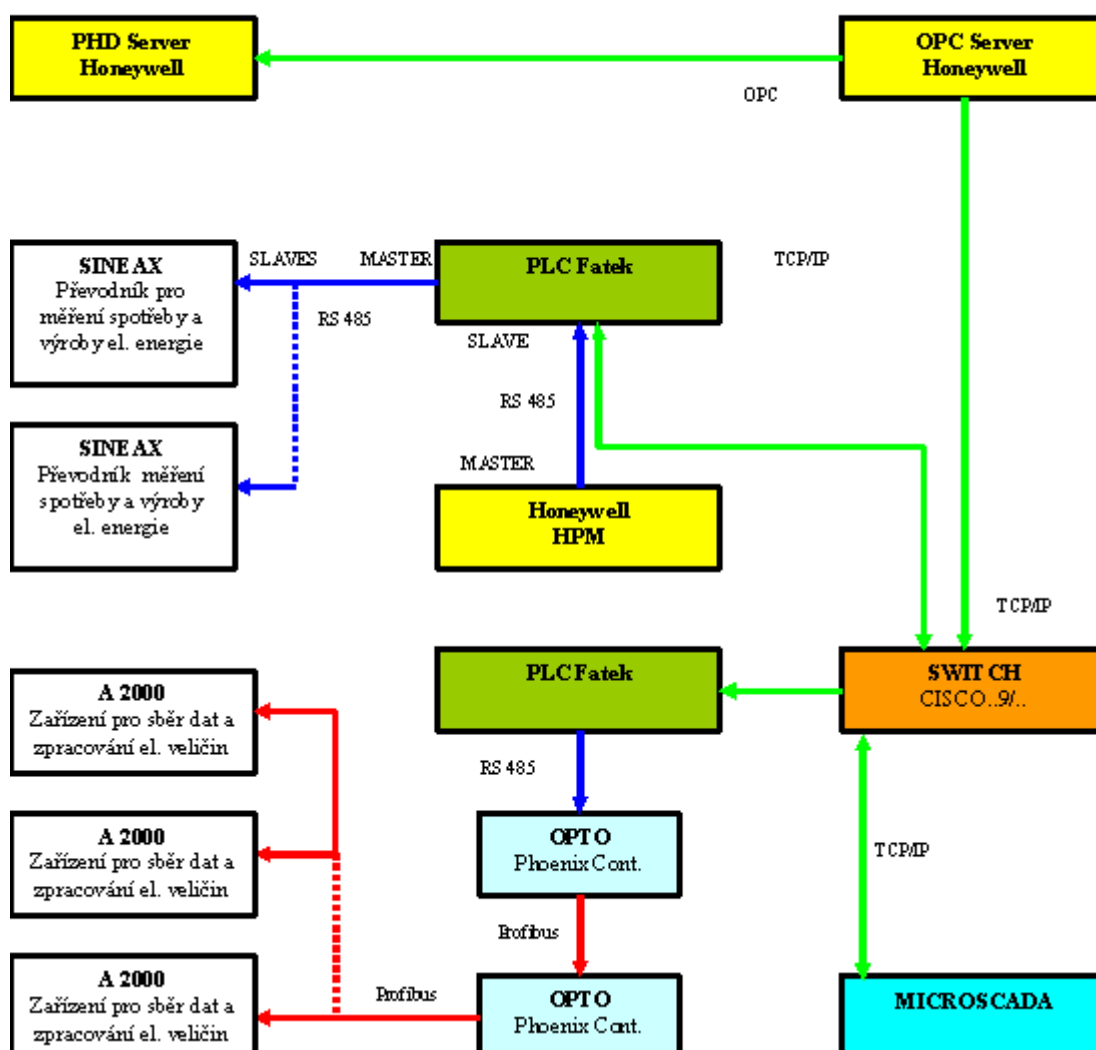 PHD Server
Honeywell
OPC Server
Honeywell
OPC
SINEAX
Převodník pro
měření spotřeby a
výroby el. energie
SLAVES
MASTER
RS 485
PLC Fatek
TCP/IP
SLAVE
RS 485
MASTER
SINEAX
Převodník měření
spotřeby a výroby
el. energie
Honeywell
HPM
TCP/IP
A 2000
Zařízení pro sběr dat a
zpracování el. veličin
PLC Fatek
SWITCH
CISCO..9/..
RS 485
A 2000
Zařízení pro sběr dat a
zpracování el. veličin
OPTO
Phoenix Cont.
TCP/IP
Profibus
A 2000
Zařízení pro sběr dat a
zpracování el. veličin
Profibus
OPTO
Phoenix Cont.
MICROSCADA